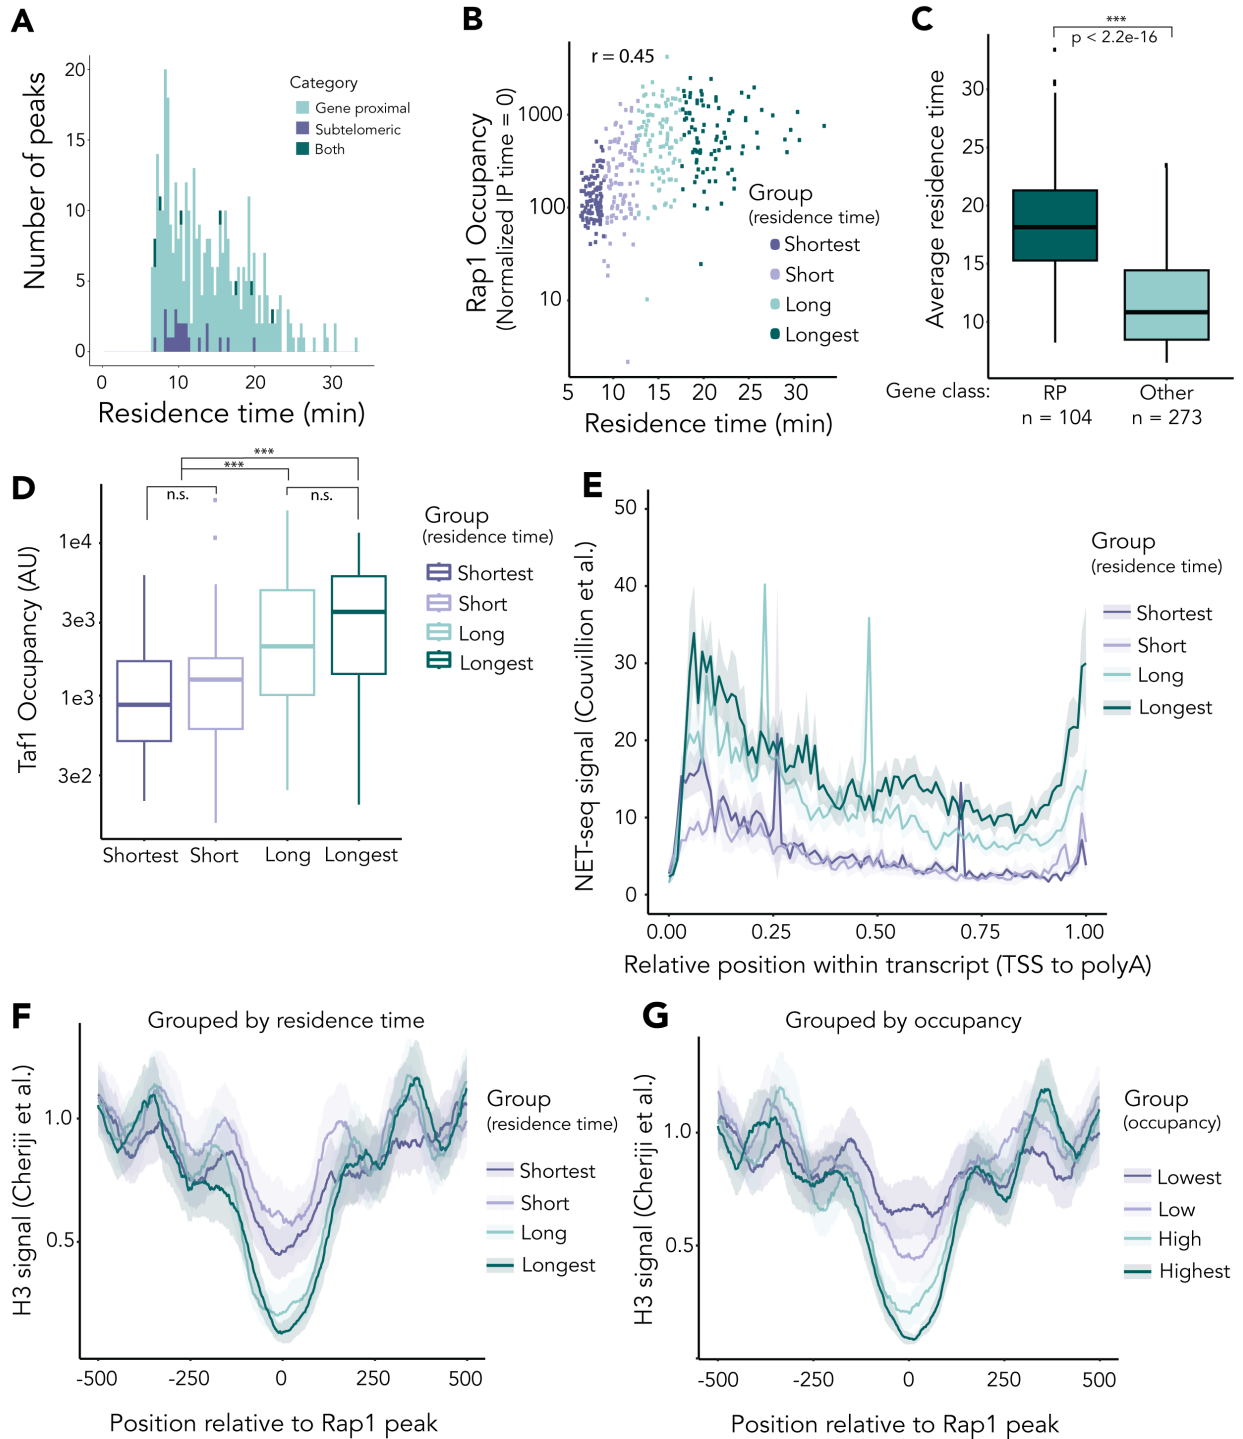 A
Number of peaks
20
15
10
5
0
Category
Gene proximal
Subtelomeric
Both
0
10
20
30
Residence time (min)
B
r = 0.45
Rap1 Occupancy
(Normalized IP time = 0)
1000
100
10
Group
(residence time)
Shortest
Short
Long
Longest
5
10
15
20
25
30
Residence time (min)
C
***
p < 2.2e-16
Average residence time
30
25
20
15
10
Gene class:
RP
Other
n = 104
n = 273
D
***
***
n.s.
n.s.
Taf1 Occupancy (AU)
1e4
3e3
1e3
3e2
Group
(residence time)
Shortest
Short
Long
Longest
Shortest
Short
Long
Longest
E
NET-seq signal (Couvillion et al.)
50
40
30
20
10
0
Group
(residence time)
Shortest
Short
Long
Longest
0.00
0.25
0.50
0.75
1.00
Relative position within transcript (TSS to polyA)
F
Grouped by residence time
H3 signal (Cheriji et al.)
1.0
0.5
Group
(residence time)
Shortest
Short
Long
Longest
-500
-250
0
250
500
Position relative to Rap1 peak
G
Grouped by occupancy
H3 signal (Cheriji et al.)
1.0
0.5
Group
(occupancy)
Lowest
Low
High
Highest
-500
-250
0
250
500
Position relative to Rap1 peak